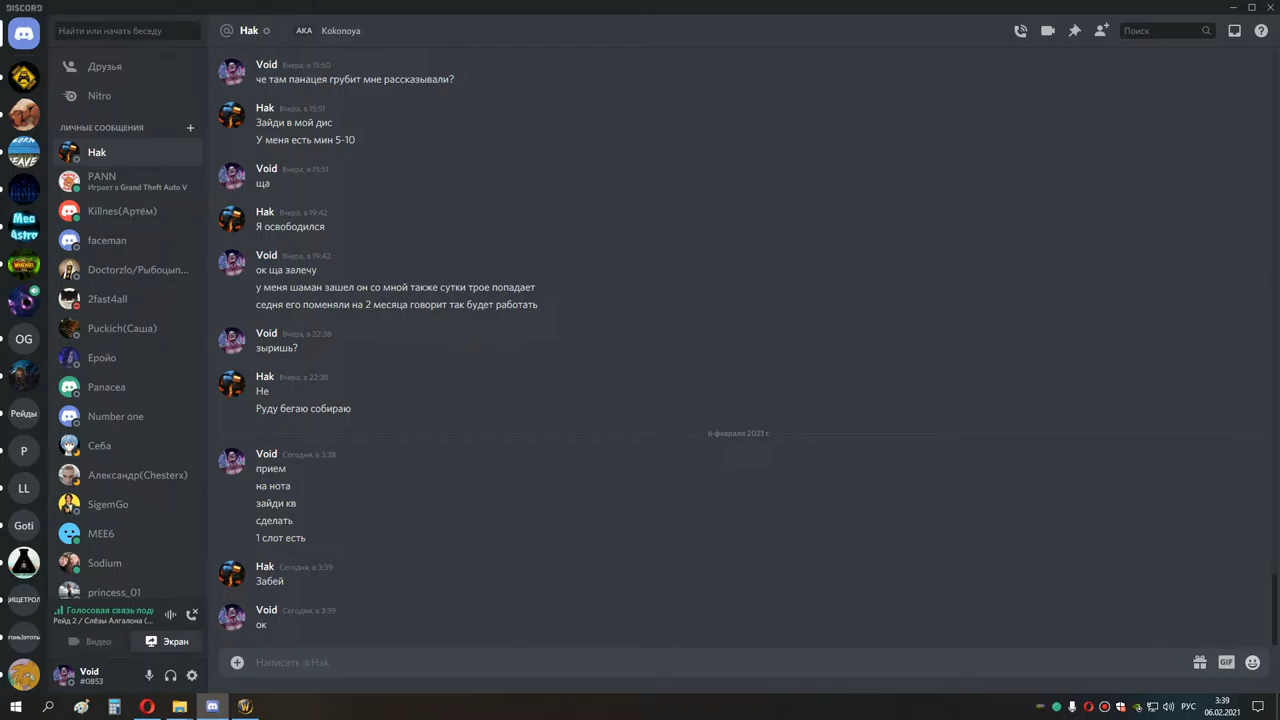 DISCORD
Найти или начать беседу
Hak
AKA Kokonoya
Поиск
Друзья
Nitro
ЛИЧНЫЕ СООБЩЕНИЯ
Hak
PANN
Играет в Grand Theft Auto V
Killnes(Артём)
faceman
Doctorzlo/Рыбоцып...
2fast4all
Puckich(Саша)
Еройо
Panacea
Number one
Себа
Александр(Chesterx)
SigemGo
MEE6
Sodium
princess_01
Mea
Astro
OG
Рейды
P
LL
Goti
Голосовая связь под
Рейд 2 / Слёзы Алгалона (...
Видео
Экран
Void
#0853
Void Вчера, в 15:50
че там панацея грубит мне рассказывали?
Hak Вчера, в 15:51
Зайди в мой дис
У меня есть мин 5-10
Void Вчера, в 15:51
ща
Hak Вчера, в 19:42
Я освободился
Void Вчера, в 19:42
ок ща залечу
у меня шаман зашел он со мной также сутки трое попадает
седня его поменяли на 2 месяца говорит так будет работать
Void Вчера, в 22:38
зыришь?
Hak Вчера, в 22:38
Не
Руду бегаю собираю
6 февраля 2021 г.
Void Сегодня, в 3:38
прием
на нота
зайди кв
сделать
1 слот есть
Hak Сегодня, в 3:39
Забей
Void Сегодня, в 3:39
ок
Написать @Hak
GIF
РУС
3:39
06.02.2021